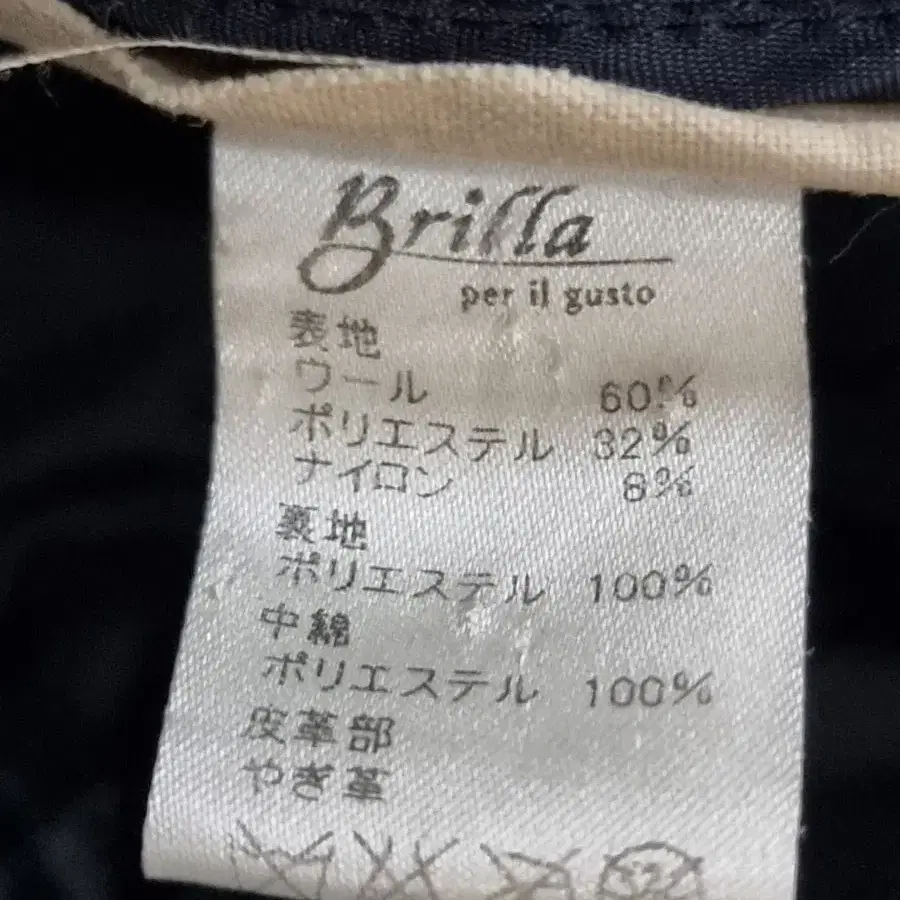 Brilla
per il gusto
表地
ウール 60%
ポリエステル 32%
ナイロン 8%
裏地
ポリエステル 100%
中綿
ポリエステル 100%
皮革部
やぎ革